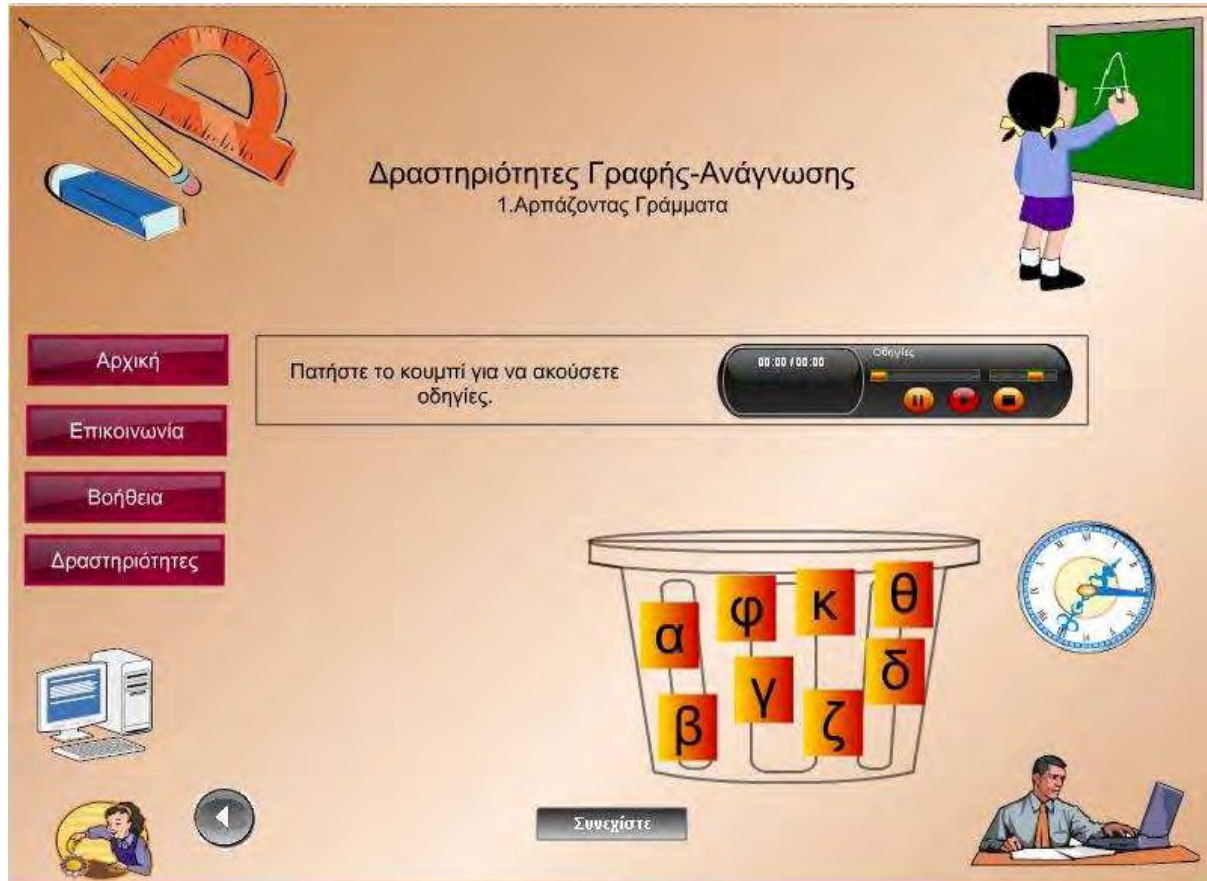 Δραστηριότητες Γραφής-Ανάγνωσης
1.Αρπάζοντας Γράμματα
Αρχική
Επικοινωνία
Βοήθεια
Δραστηριότητες
Πατήστε το κουμπί για να ακούσετε
οδηγίες.
00:00 / 00:00
Οδηγίες
A
α φ κ θ
β γ ζ δ
Συνεχίστε